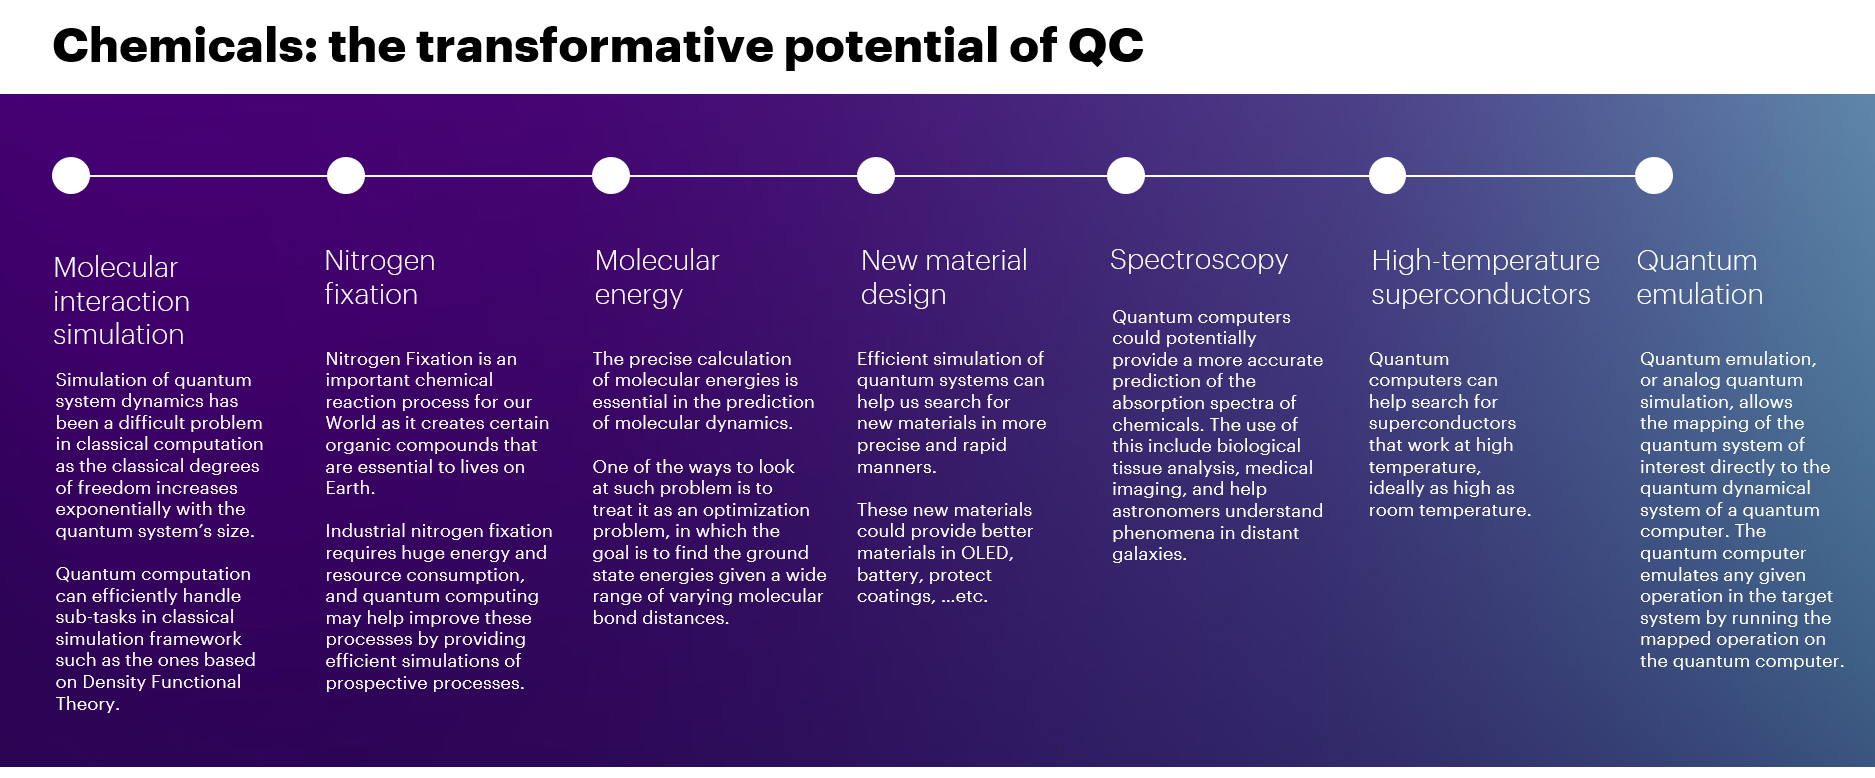 Chemicals: the transformative potential of QC
Molecular
interaction
simulation
Simulation of quantum
system dynamics has
been a difficult problem
in classical computation
as the classical degrees
of freedom increases
exponentially with the
quantum system's size.
Quantum computation
can efficiently handle
sub-tasks in classical
simulation framework
such as the ones based
on Density Functional
Theory.
Nitrogen
fixation
Nitrogen Fixation is an
important chemical
reaction process for our
World as it creates certain
organic compounds that
are essential to lives on
Earth.
Industrial nitrogen fixation
requires huge energy and
resource consumption,
and quantum computing
may help improve these
processes by providing
efficient simulations of
prospective processes.
Molecular
energy
The precise calculation
of molecular energies is
essential in the prediction
of molecular dynamics.
One of the ways to look
at such problem is to
treat it as an optimization
problem, in which the
goal is to find the ground
state energies given a wide
range of varying molecular
bond distances.
New material
design
Efficient simulation of
quantum systems can
help us search for
new materials in more
precise and rapid
manners.
These new materials
could provide better
materials in OLED,
battery, protect
coatings, ...etc.
Spectroscopy
Quantum computers
could potentially
provide a more accurate
prediction of the
absorption spectra of
chemicals. The use of
this include biological
tissue analysis, medical
imaging, and help
astronomers understand
phenomena in distant
galaxies.
High-temperature
superconductors
Quantum
computers can
help search for
superconductors
that work at high
temperature,
ideally as high as
room temperature.
Quantum
emulation
Quantum emulation,
or analog quantum
simulation, allows
the mapping of the
quantum system of
interest directly to the
quantum dynamical
system of a quantum
computer. The
quantum computer
emulates any given
operation in the target
system by running the
mapped operation on
the quantum computer.